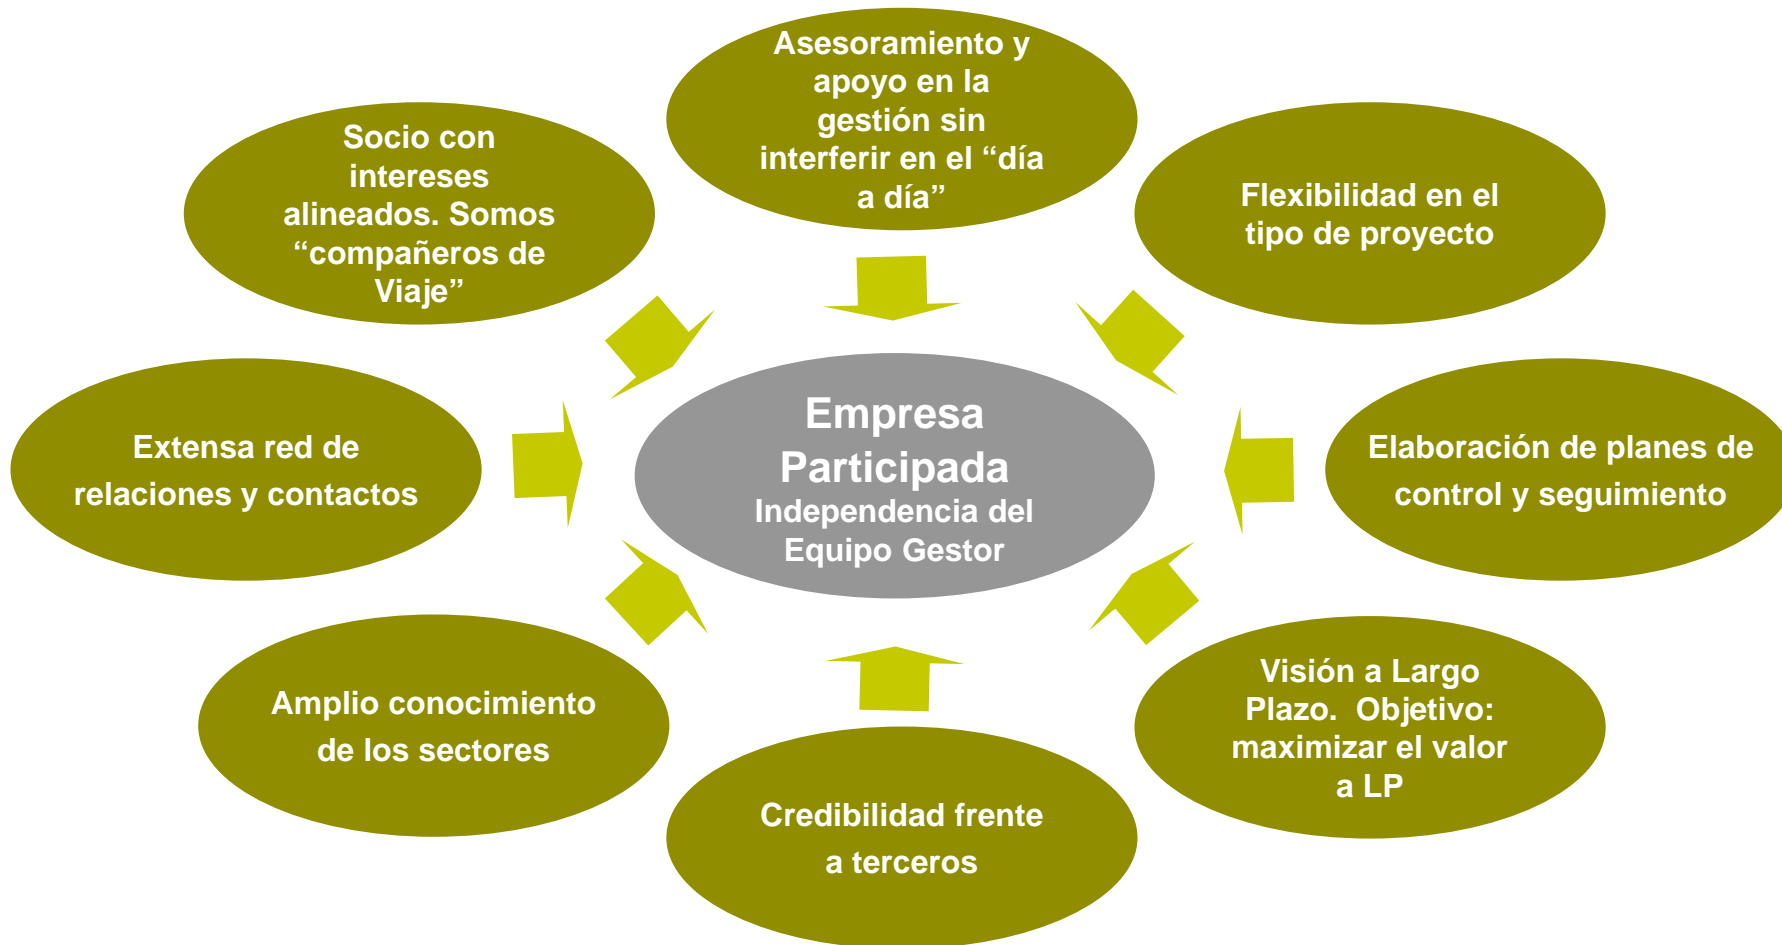 Asesoramiento y
apoyo en la
gestión sin
interferir en el “día
a día”
Socio con
intereses
alineados. Somos
“compañeros de
Viaje”
Flexibilidad en el
tipo de proyecto
Extensa red de
relaciones y contactos
Empresa
Participada
Independencia del
Equipo Gestor
Elaboración de planes de
control y seguimiento
Amplio conocimiento
de los sectores
Visión a Largo
Plazo.  Objetivo:
maximizar el valor
a LP
Credibilidad frente
a terceros